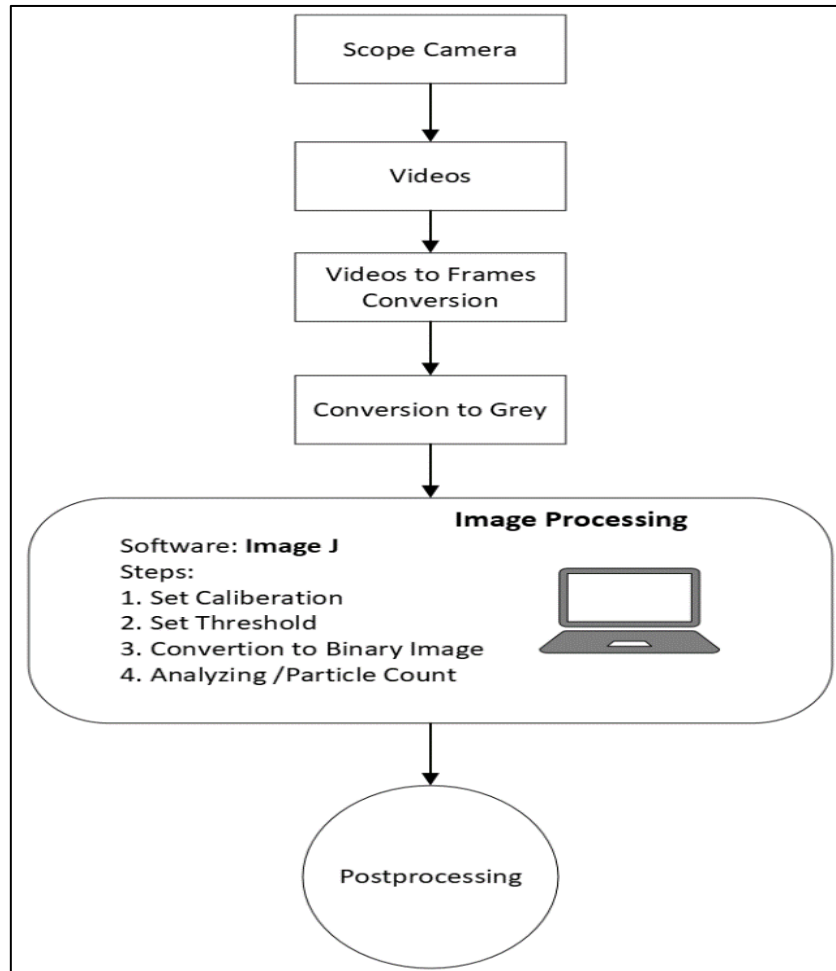 Scope Camera
Videos
Videos to Frames
Conversion
Conversion to Grey
Image Processing
Software: Image J
Steps:
1. Set Caliberation
2. Set Threshold
3. Convertion to Binary Image
4. Analyzing /Particle Count
Postprocessing